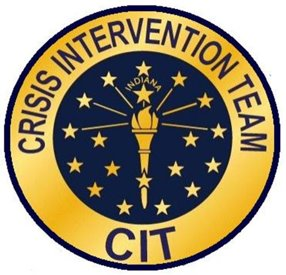 CRISIS INTERVENTION TEAM
INDIANA
CIT